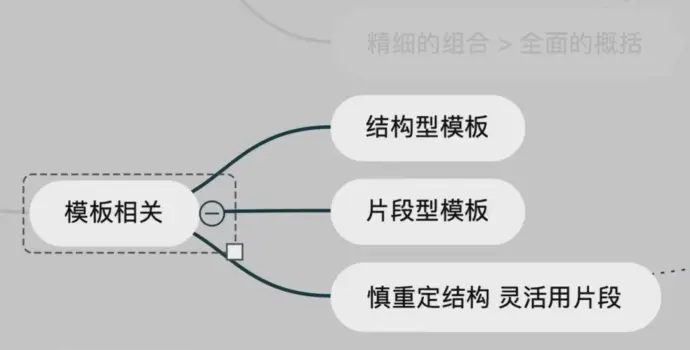 精细的组合 > 全面的概括
结构型模板
模板相关
片段型模板
慎重定结构 灵活用片段